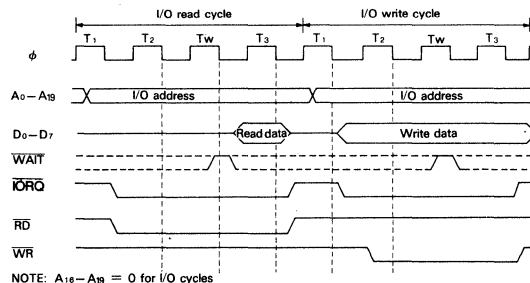 I/O read cycle I/O write cycle
T1 T2 TW T3 T1 T2 TW T3
φ
A0–A19 I/O address I/O address
D0–D7 Read data Write data
WAIT
IORQ
RD
WR
NOTE: A16–A19 = 0 for I/O cycles